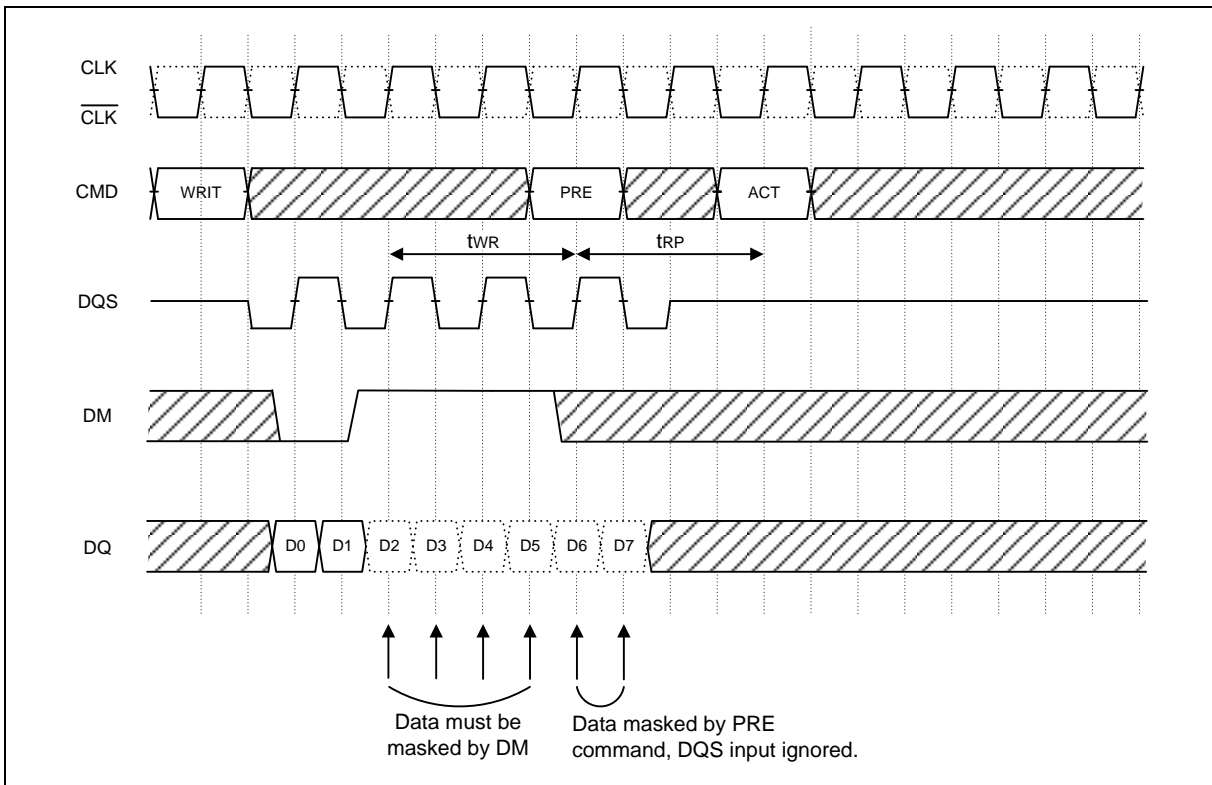 CLK
CLK
CMD WRIT PRE ACT
tWR tRP
DQS
DM
DQ D0 D1 D2 D3 D4 D5 D6 D7
Data must be
masked by DM
Data masked by PRE
command, DQS input ignored.